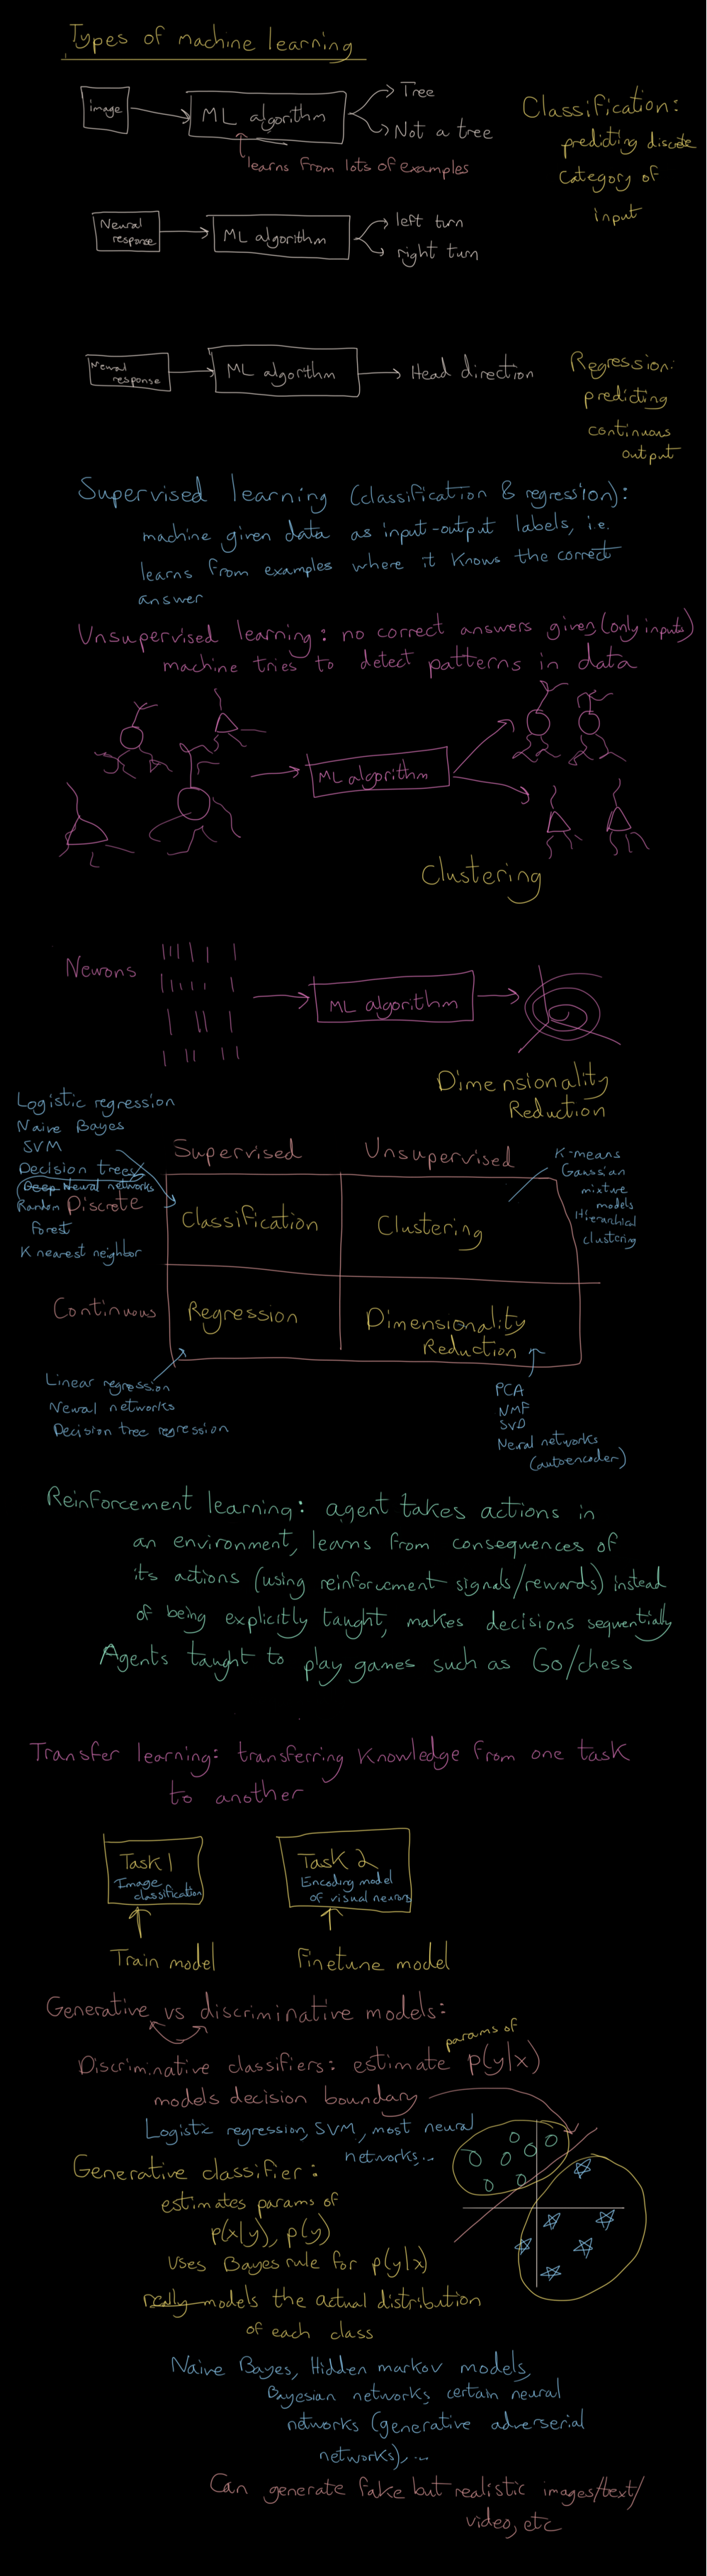 Types of machine learning
image
ML algorithm
Tree
Not a tree
learns from lots of examples
Classification:
predicting discrete
category of
input
Neural
response
ML algorithm
left turn
right turn
Neural
response
ML algorithm
Head direction
Regression:
predicting
continuous
output
Supervised learning (classification & regression):
machine given data as input-output labels, i.e.
learns from examples where it knows the correct
answer
Unsupervised learning: no correct answers given (only inputs)
machine tries to detect patterns in data
ML algorithm
Clustering
Neurons
ML algorithm
Dimensionality
Reduction
Logistic regression
Naive Bayes
SVM
Decision trees
Deep Neural networks
Random
Forest
K nearest neighbor
Supervised
Unsupervised
Discrete
Classification
Clustering
K-means
Gaussian
mixture
models
Hierarchical
clustering
Continuous
Regression
Dimensionality
Reduction
Linear regression
Neural networks
Decision tree regression
PCA
NMF
SVD
Neural networks
(autoencoder)
Reinforcement learning: agent takes actions in
an environment, learns from consequences of
its actions (using reinforcement signals/rewards) instead
of being explicitly taught, makes decisions sequentially
Agents taught to play games such as Go/chess
Transfer learning: transferring knowledge from one task
to another
Task 1
Image
classification
Task 2
Encoding model
of visual neurons
Train model
Finetune model
Generative vs discriminative models:
params of
Discriminative classifiers: estimate p(y|x)
models decision boundary
Logistic regression, SVM, most neural
networks...
Generative classifier:
estimates params of
p(x|y), p(y)
Uses Bayes rule for p(y|x)
really models the actual distribution
of each class
Naive Bayes, Hidden markov models,
Bayesian networks, certain neural
networks (generative adverserial
networks), ...
Can generate fake but realistic images/text/
video, etc